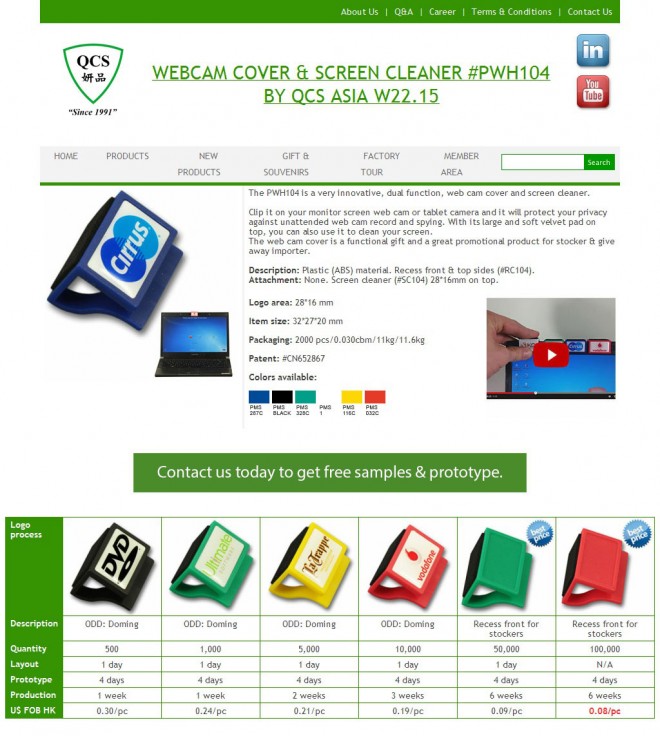 About Us | Q&A | Career | Terms & Conditions | Contact Us
QCS
妍品
"Since 1991"
WEBCAM COVER & SCREEN CLEANER #PWH104
BY QCS ASIA W22.15
in
You
Tube
HOME PRODUCTS NEW PRODUCTS GIFT & SOUVENIRS FACTORY TOUR MEMBER AREA Search
Cirrus
The PWH104 is a very innovative, dual function, web cam cover and screen cleaner.
Clip it on your monitor screen web cam or tablet camera and it will protect your privacy
against unattended web cam record and spying. With its large and soft velvet pad on
top, you can also use it to clean your screen.
The web cam cover is a functional gift and a great promotional product for stocker & give
away importer.
Description: Plastic (ABS) material. Recess front & top sides (#RC104).
Attachment: None. Screen cleaner (#SC104) 28*16mm on top.
Logo area: 28*16 mm
Item size: 32*27*20 mm
Packaging: 2000 pcs/0.030cbm/11kg/11.6kg
Patent: #CN652867
Colors available:
PMS 287C PMS BLACK PMS 328C PMS 1 PMS 116C PMS 032C
Contact us today to get free samples & prototype.
Logo process DVD Ultimate La Trappe vodafone best price best price
Description ODD: Doming ODD: Doming ODD: Doming ODD: Doming Recess front for stockers Recess front for stockers
Quantity 500 1,000 5,000 10,000 50,000 100,000
Layout 1 day 1 day 1 day 1 day 1 day N/A
Prototype 4 days 4 days 4 days 4 days 4 days 4 days
Production 1 week 1 week 2 weeks 3 weeks 6 weeks 6 weeks
US FOB HK 0.30/pc 0.24/pc 0.21/pc 0.19/pc 0.09/pc 0.08/pc